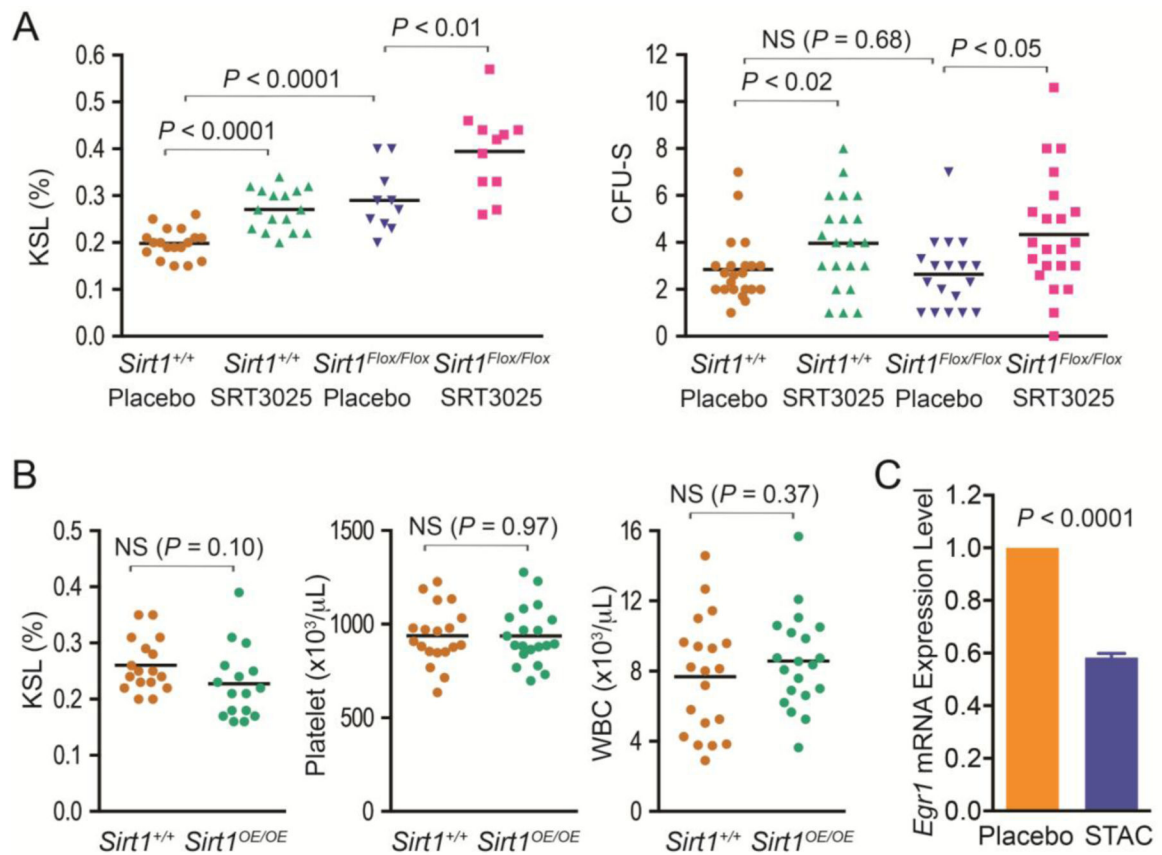 A
P < 0.01
P < 0.0001
P < 0.0001
KSL (%)
0.6
0.5
0.4
0.3
0.2
0.1
0.0
Sirt1+/+ Sirt1+/+ Sirt1Flox/Flox Sirt1Flox/Flox
Placebo SRT3025 Placebo SRT3025
NS (P = 0.68) P < 0.05
P < 0.02
CFU-S
12
10
8
6
4
2
0
Sirt1+/+ Sirt1+/+ Sirt1Flox/Flox Sirt1Flox/Flox
Placebo SRT3025 Placebo SRT3025
B
NS (P = 0.10)
KSL (%)
0.5
0.4
0.3
0.2
0.1
0.0
Sirt1+/+ Sirt1OE/OE
NS (P = 0.97)
Platelet (x10³/μL)
1500
1000
500
0
Sirt1+/+ Sirt1OE/OE
NS (P = 0.37)
WBC (x10³/μL)
16
12
8
4
0
Sirt1+/+ Sirt1OE/OE
C
P < 0.0001
Egr1 mRNA Expression Level
1.2
1.0
0.8
0.6
0.4
0.2
0.0
Placebo STAC